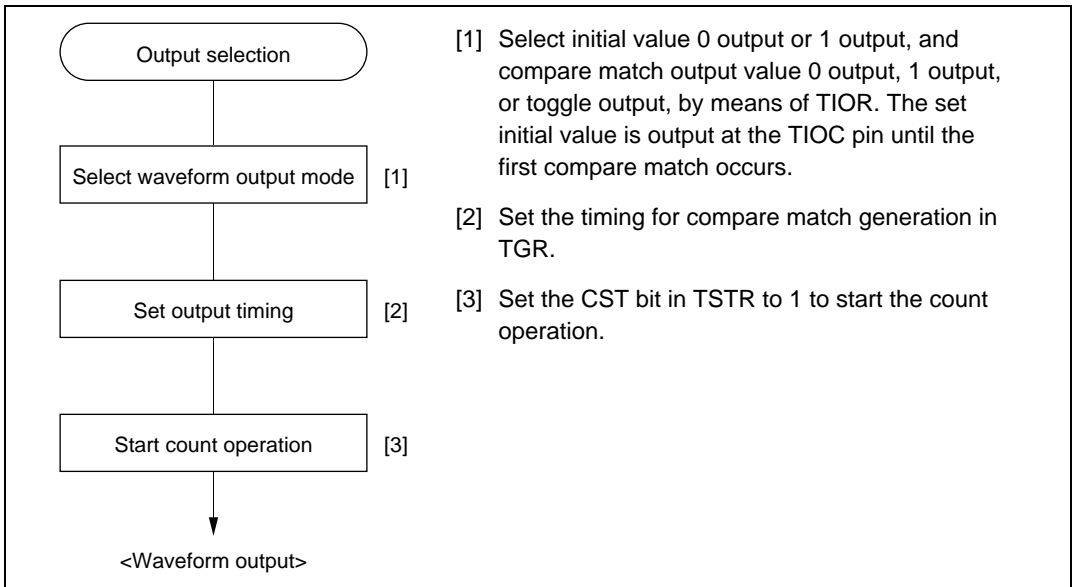 Output selection
Select waveform output mode [1]
Set output timing [2]
Start count operation [3]
<Waveform output>
[1] Select initial value 0 output or 1 output, and
compare match output value 0 output, 1 output,
or toggle output, by means of TIOR. The set
initial value is output at the TIOC pin until the
first compare match occurs.
[2] Set the timing for compare match generation in
TGR.
[3] Set the CST bit in TSTR to 1 to start the count
operation.